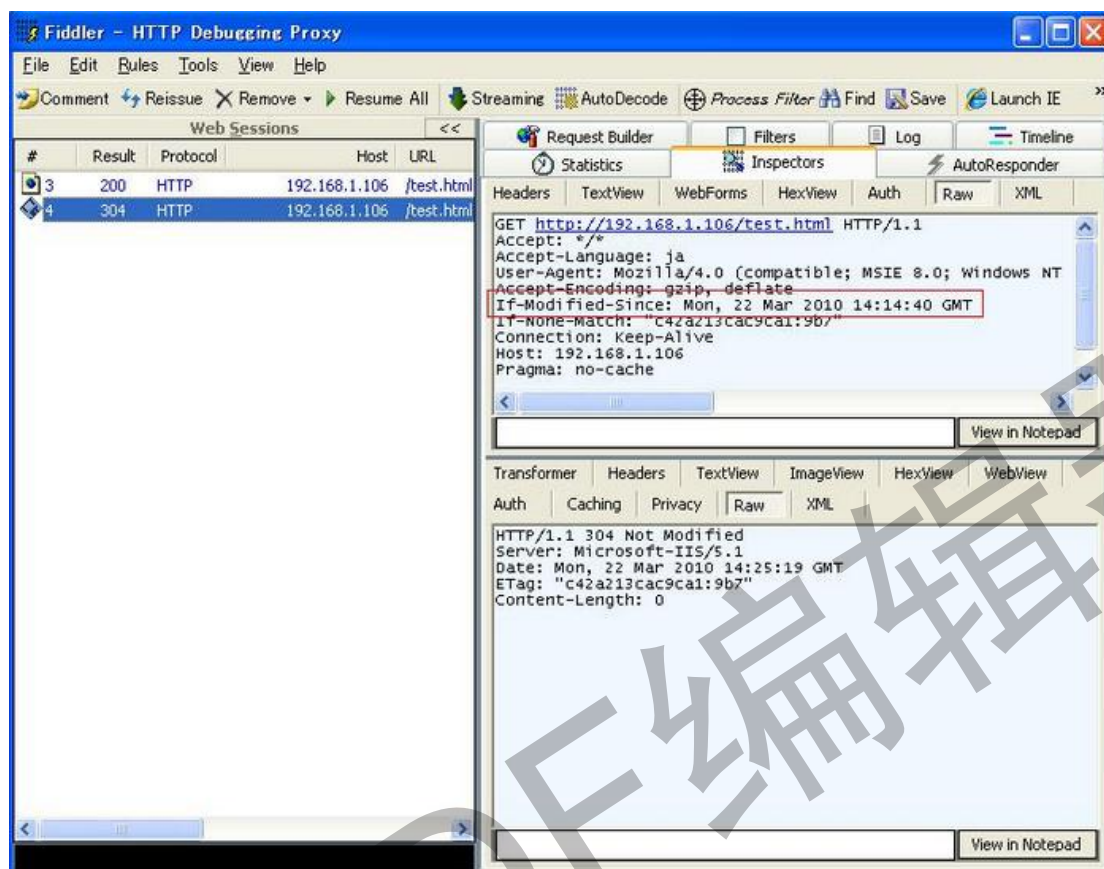 Fiddler - HTTP Debugging Proxy
File Edit Rules Tools View Help
Comment Reissue Remove Resume All Streaming AutoDecode Process Filter Find Save Launch IE »
Web Sessions <<
# Result Protocol Host URL
3 200 HTTP 192.168.1.106 /test.html
4 304 HTTP 192.168.1.106 /test.html
Request Builder Filters Log Timeline
Statistics Inspectors AutoResponder
Headers TextView WebForms HexView Auth Raw XML
GET http://192.168.1.106/test.html HTTP/1.1
Accept: */*
Accept-Language: ja
User-Agent: Mozilla/4.0 (compatible; MSIE 8.0; Windows NT
Accept-Encoding: gzip, deflate
If-Modified-Since: Mon, 22 Mar 2010 14:14:40 GMT
If-None-Match: "c42a213cac9ca1:9b7"
Connection: Keep-Alive
Host: 192.168.1.106
Pragma: no-cache
View in Notepad
Transformer Headers TextView ImageView HexView WebView
Auth Caching Privacy Raw XML
HTTP/1.1 304 Not Modified
Server: Microsoft-IIS/5.1
Date: Mon, 22 Mar 2010 14:25:19 GMT
ETag: "c42a213cac9ca1:9b7"
Content-Length: 0
View in Notepad
编辑